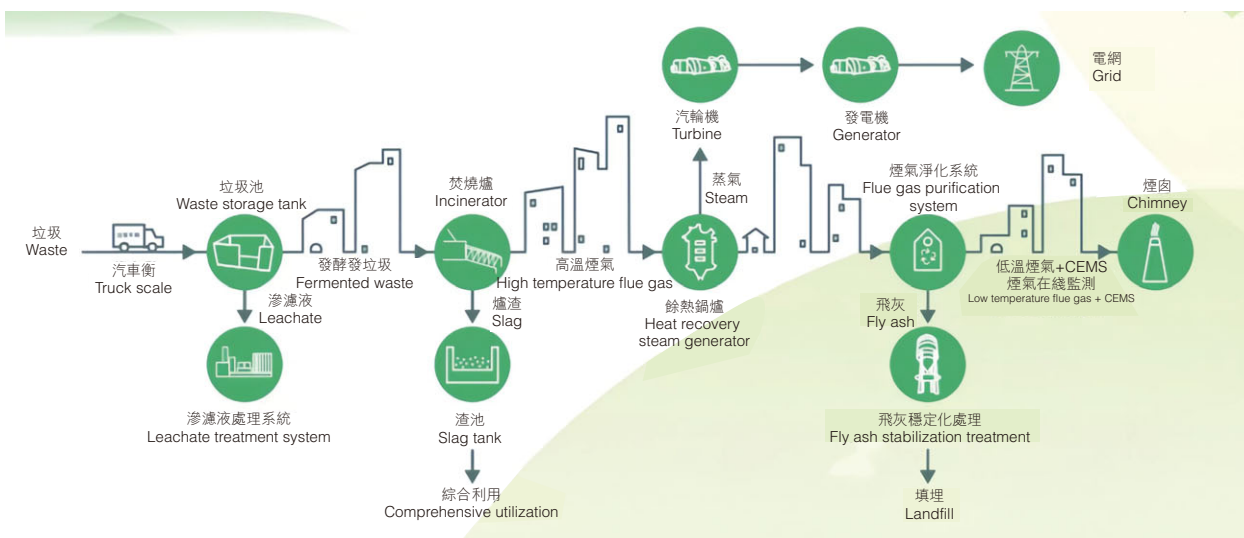 垃圾
Waste
汽車衡
Truck scale
垃圾池
Waste storage tank
滲濾液
Leachate
滲濾液處理系統
Leachate treatment system
發酵發垃圾
Fermented waste
焚燒爐
Incinerator
爐渣
Slag
渣池
Slag tank
綜合利用
Comprehensive utilization
高溫煙氣
High temperature flue gas
餘熱鍋爐
Heat recovery
steam generator
蒸氣
Steam
汽輪機
Turbine
發電機
Generator
電網
Grid
煙氣淨化系統
Flue gas purification
system
飛灰
Fly ash
飛灰穩定化處理
Fly ash stabilization treatment
填埋
Landfill
低溫煙氣+CEMS
煙氣在綫監測
Low temperature flue gas + CEMS
煙囪
Chimney